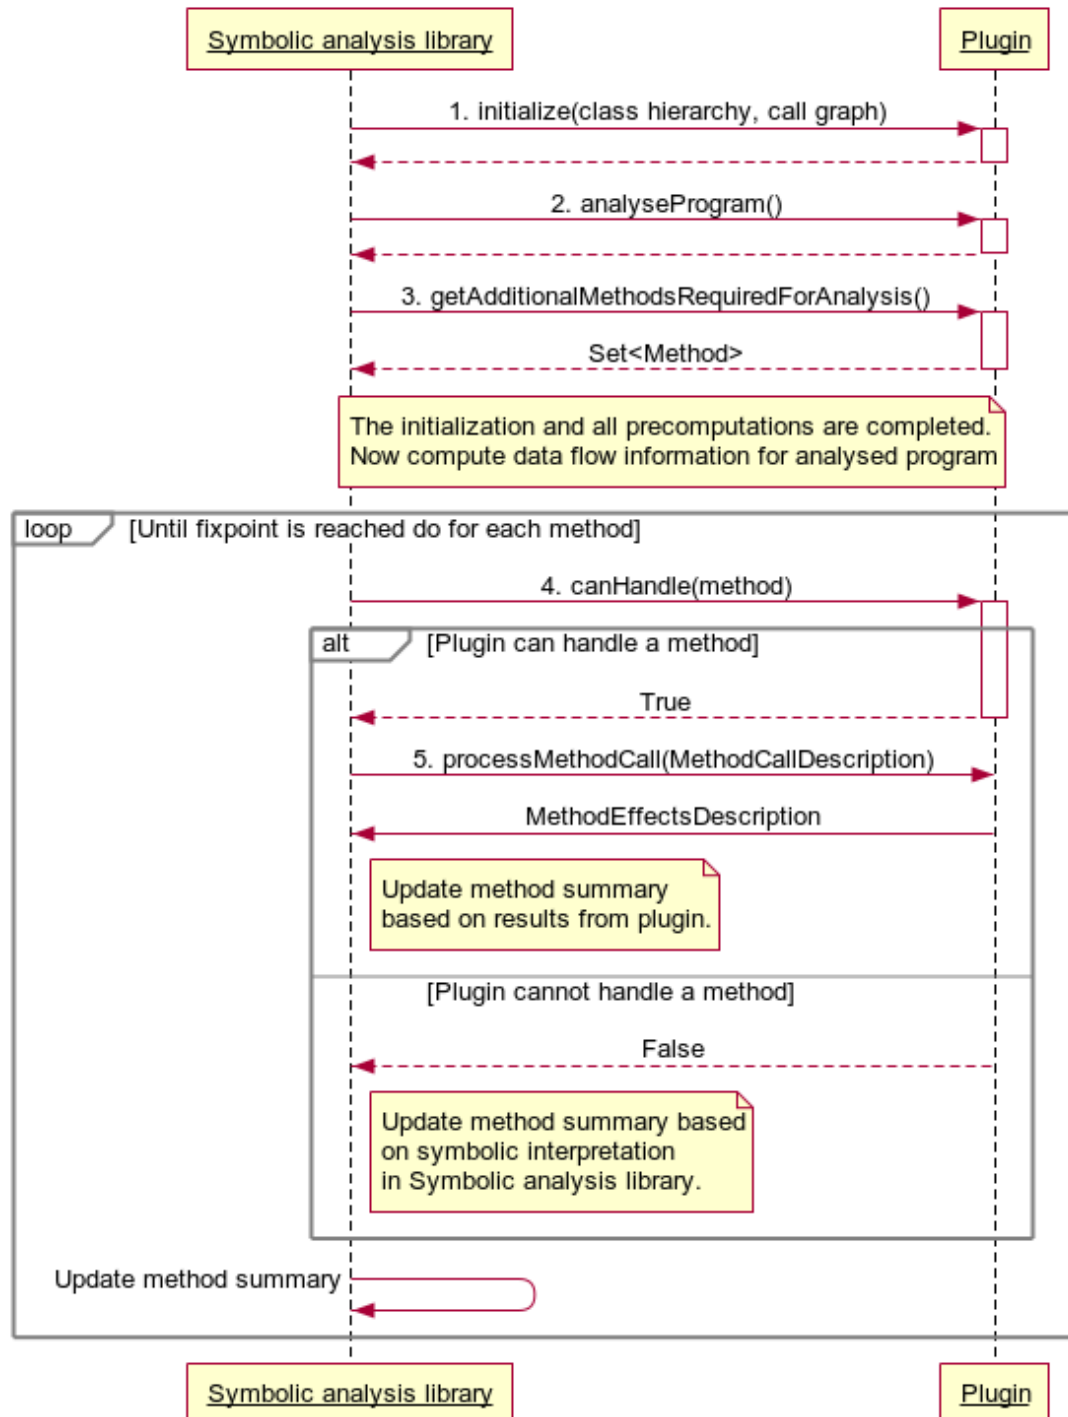 Symbolic analysis library
Plugin
1. initialize(class hierarchy, call graph)
2. analyseProgram()
3. getAdditionalMethodsRequiredForAnalysis()
Set<Method>
The initialization and all precomputations are completed.
Now compute data flow information for analysed program
loop
[Until fixpoint is reached do for each method]
4. canHandle(method)
alt
[Plugin can handle a method]
True
5. processMethodCall(MethodCallDescription)
MethodEffectsDescription
Update method summary
based on results from plugin.
[Plugin cannot handle a method]
False
Update method summary based
on symbolic interpretation
in Symbolic analysis library.
Update method summary
Symbolic analysis library
Plugin